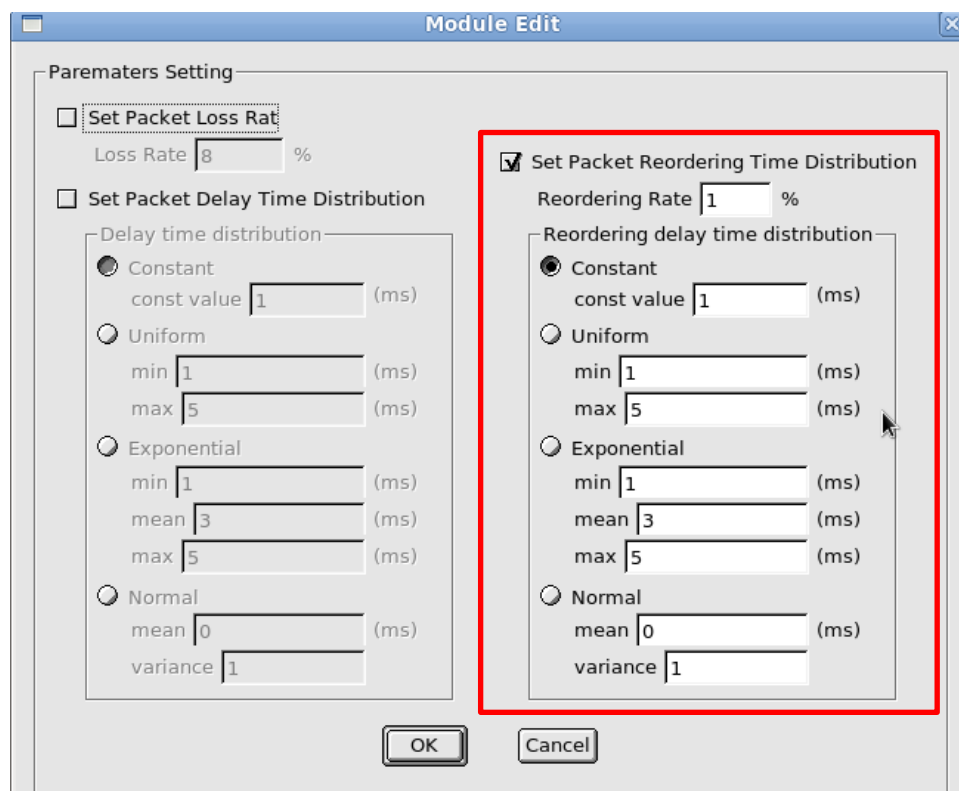 Module Edit
Parematers Setting
Set Packet Loss Rat
Loss Rate 8 %
Set Packet Delay Time Distribution
Delay time distribution
Constant
const value 1 (ms)
Uniform
min 1 (ms)
max 5 (ms)
Exponential
min 1 (ms)
mean 3 (ms)
max 5 (ms)
Normal
mean 0 (ms)
variance 1
Set Packet Reordering Time Distribution
Reordering Rate 1 %
Reordering delay time distribution
Constant
const value 1 (ms)
Uniform
min 1 (ms)
max 5 (ms)
Exponential
min 1 (ms)
mean 3 (ms)
max 5 (ms)
Normal
mean 0 (ms)
variance 1
OK
Cancel